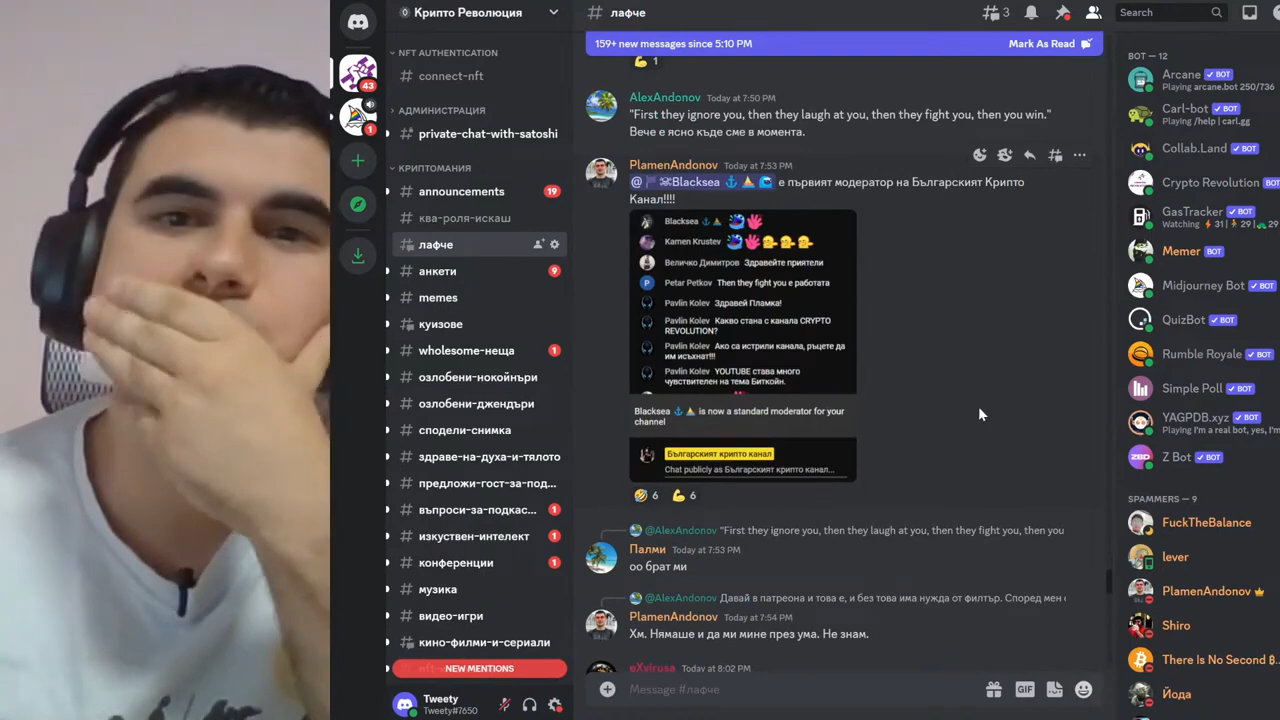 Крипто Революция
NFT AUTHENTICATION
connect-nft
АДМИНИСТРАЦИЯ
private-chat-with-satoshi
КРИПТОМАНИЯ
announcements 19
ква-роля-искаш
лафче
анкети 9
memes
куизове
wholesome-неща 1
озлобени-нокойнъри
озлобени-джендъри
сподели-снимка
здраве-на-духа-и-тялото
предложи-гост-за-под...
въпроси-за-подкас... 1
изкуствен-интелект 1
конференции 1
музика
видео-игри
кино-филми-и-сериали
NEW MENTIONS
Tweety
Tweety#7650
43
1
# лафче
3
Search
159+ new messages since 5:10 PM Mark As Read
1
AlexAndonov Today at 7:50 PM
"First they ignore you, then they laugh at you, then they fight you, then you win."
Вече е ясно къде сме в момента.
PlamenAndonov Today at 7:53 PM
@Blacksea е първият модератор на Българският Крипто
Канал!!!!
Blacksea
Kamen Krustev
Величко Димитров Здравейте приятели
P Petar Petkov Then they fight you е работата
Pavlin Kolev Здравей Пламка!
Pavlin Kolev Какво стана с канала CRYPTO
REVOLUTION?
Pavlin Kolev Ако са истрили канала, ръцете да
им исъхнат!!!
Pavlin Kolev YOUTUBE става много
чувствителен на тема Биткойн.
Blacksea is now a standard moderator for your
channel
Българският крипто канал
Chat publicly as Българският крипто канал...
6 6
@AlexAndonov "First they ignore you, then they laugh at you, then they fight you, then you
Палми Today at 7:53 PM
оо брат ми
@AlexAndonov Давай в патреона и това е, и без това има нужда от филтър. Според мен
PlamenAndonov Today at 7:54 PM
Хм. Нямаше и да ми мине през ума. Не знам.
eXvirusa Today at 8:02 PM
Message #лафче
GIF
BOT — 12
Arcane BOT
Playing arcane.bot 250/736
Carl-bot BOT
Playing /help | carl.gg
Collab.Land BOT
Crypto Revolution BOT
GasTracker BOT
Watching 31 | 29 |
Memer BOT
Midjourney Bot BOT
QuizBot BOT
Rumble Royale BOT
Simple Poll BOT
YAGPDB.xyz BOT
Playing I'm a real bot, yes, I'm
Z Bot BOT
ZBD
SPAMMERS — 9
FuckTheBalance
lever
PlamenAndonov
Shiro
There Is No Second
Йода